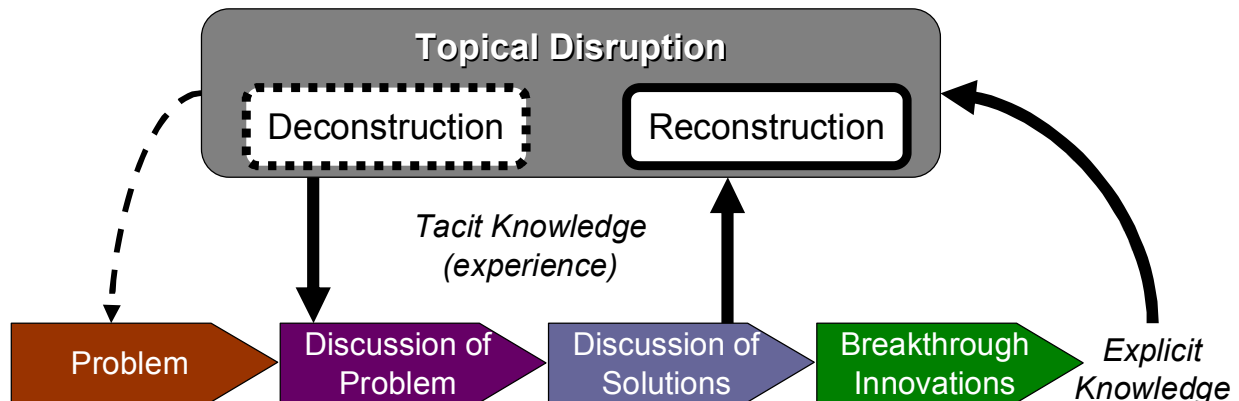 Topical Disruption
Deconstruction
Reconstruction
Tacit Knowledge
(experience)
Problem
Discussion of
Problem
Discussion of
Solutions
Breakthrough
Innovations
Explicit
Knowledge